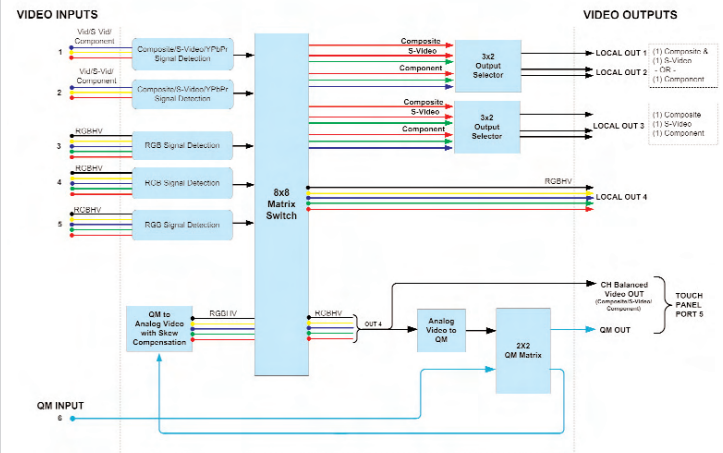 VIDEO INPUTS
VIDEO OUTPUTS
Vid/S Vid/
Component
1
Composite/S-Video/YPbPr
Signal Detection
Vid/S-Vid/
Component
2
Composite/S-Video/YPbPr
Signal Detection
RGBHV
3
RGB Signal Detection
RGBHV
4
RGB Signal Detection
RGBHV
5
RGB Signal Detection
8x8
Matrix
Switch
Composite
S-Video
Component
3x2
Output
Selector
LOCAL OUT 1
LOCAL OUT 2
(1) Composite &
(1) S-Video
- OR -
(1) Component
Composite
S-Video
Component
3x2
Output
Selector
LOCAL OUT 3
(1) Composite
(1) S-Video
(1) Component
RGBHV
LOCAL OUT 4
QM to
Analog Video
with Skew
Compensation
RGBHV
RGBHV
OUT 4
Analog
Video to
QM
2X2
QM Matrix
CH Balanced
Video OUT
(Composite/S-Video/
Component)
QM OUT
TOUCH
PANEL
PORT 5
QM INPUT
6